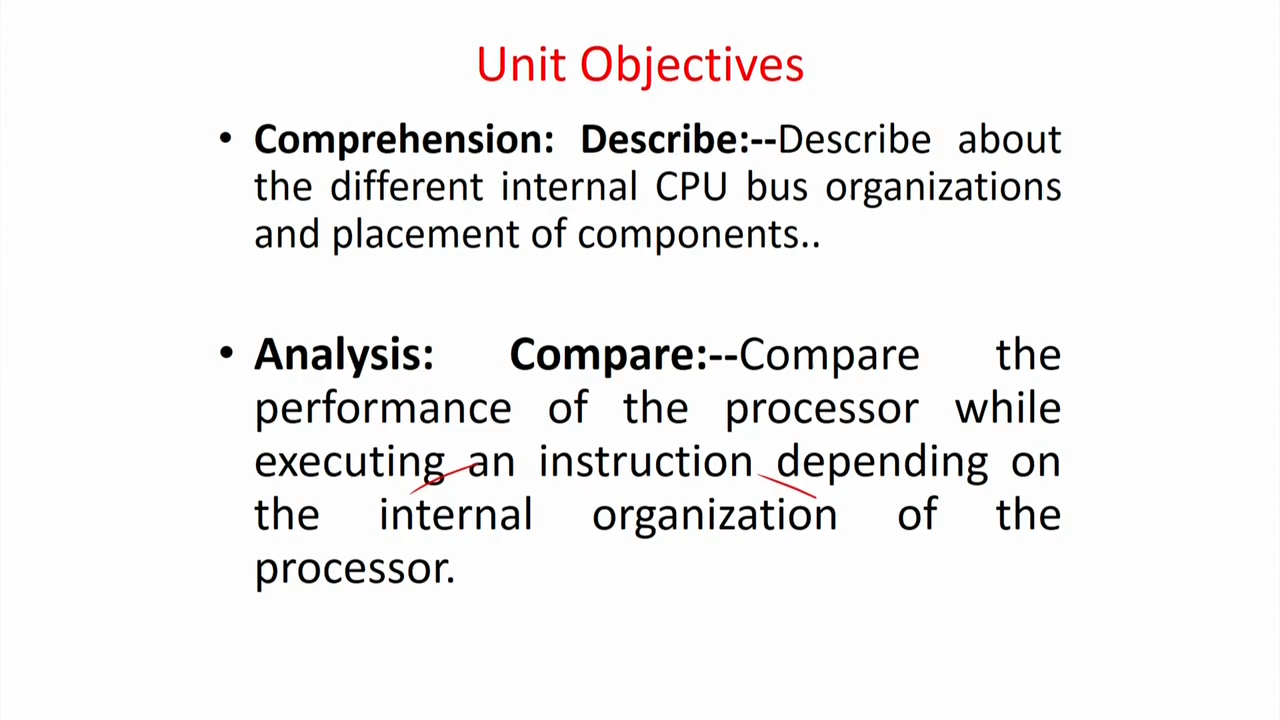 Unit Objectives
• Comprehension: Describe:--Describe about
the different internal CPU bus organizations
and placement of components..
• Analysis: Compare:--Compare the
performance of the processor while
executing an instruction depending on
the internal organization of the
processor.